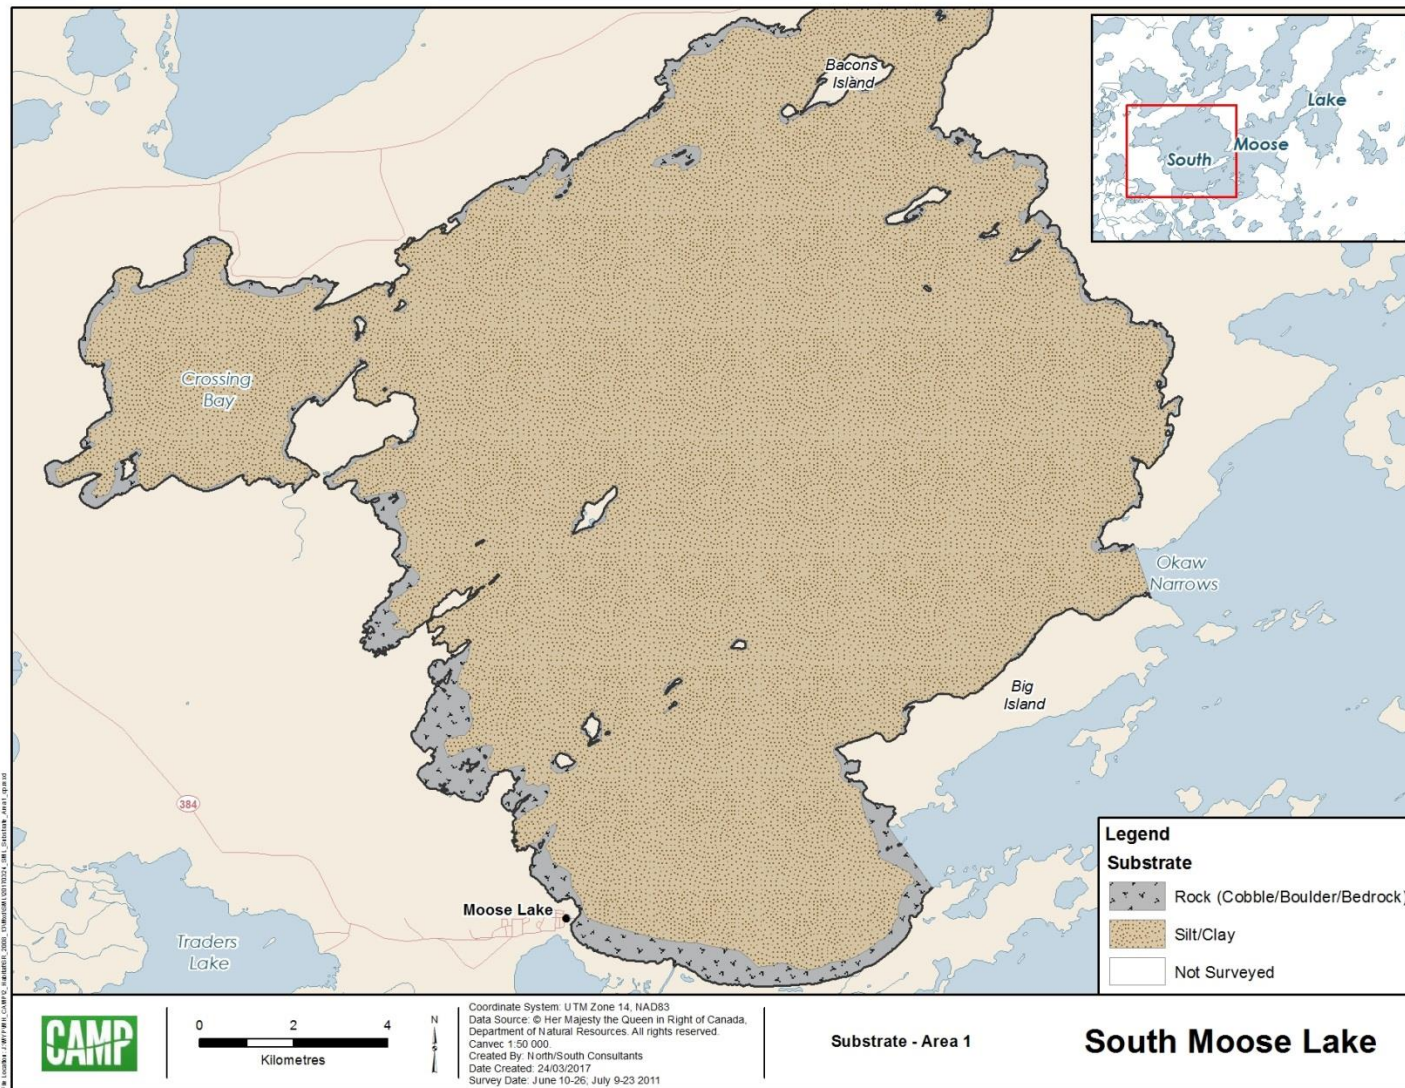 Bacons
Island
Lake
Moose
South
Crossing
Bay
Okaw
Narrows
Big
Island
384
Moose Lake
Traders
Lake
Legend
Substrate
Rock (Cobble/Boulder/Bedrock)
Silt/Clay
Not Surveyed
CAMP
0 2 4
Kilometres
N
Coordinate System: UTM Zone 14, NAD83
Data Source: © Her Majesty the Queen in Right of Canada,
Department of Natural Resources. All rights reserved.
Canvec 1:50 000.
Created By: North/South Consultants
Date Created: 24/03/2017
Survey Date: June 10-26, July 9-23 2011
Substrate - Area 1
South Moose Lake